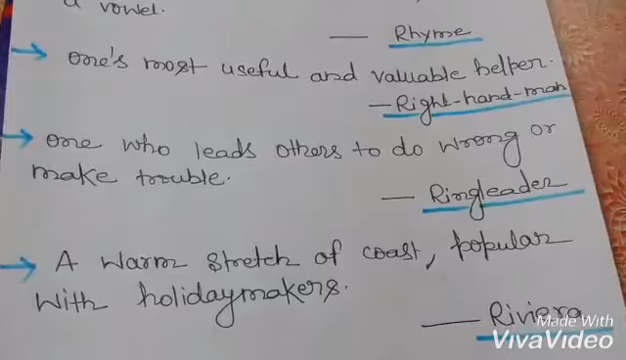 a vowel.
— Rhyme
→ one's most useful and valuable helper.
— Right-hand-man
→ one who leads others to do wrong or
make trouble.
— Ringleader
→ A warm stretch of coast, popular
with holidaymakers.
— Riviera
Made With
VivaVideo